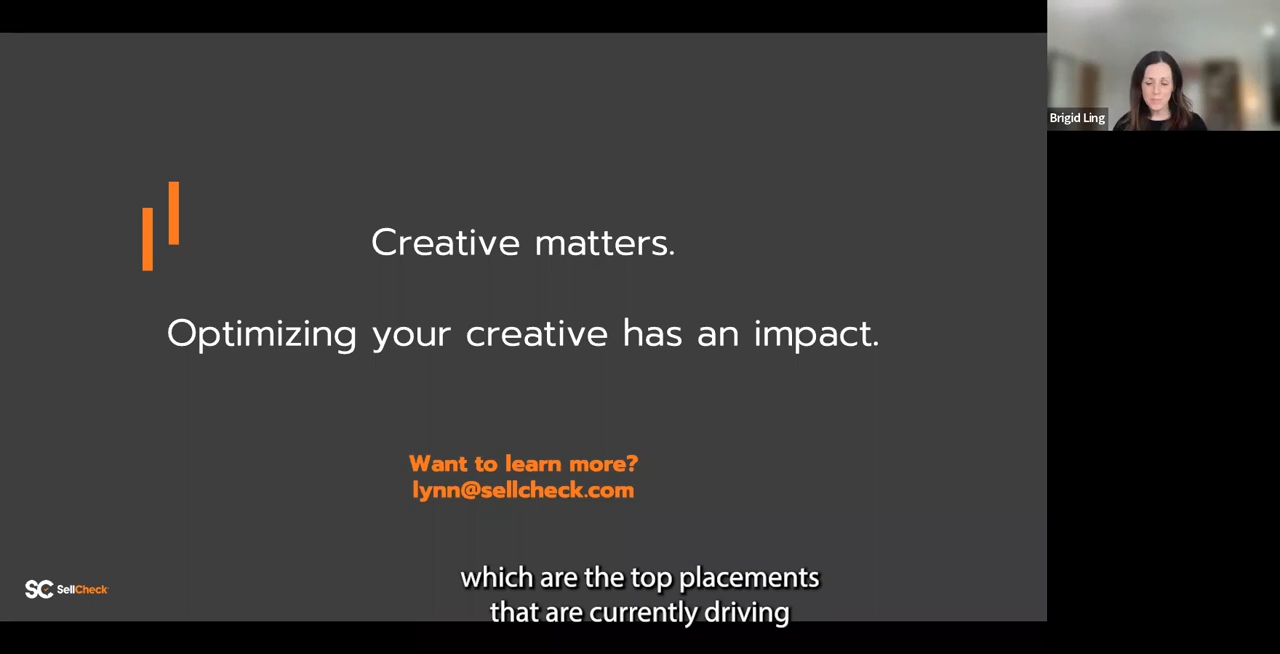 Brigid Ling
Creative matters.
Optimizing your creative has an impact.
Want to learn more?
lynn@sellcheck.com
SC SellCheck
which are the top placements
that are currently driving